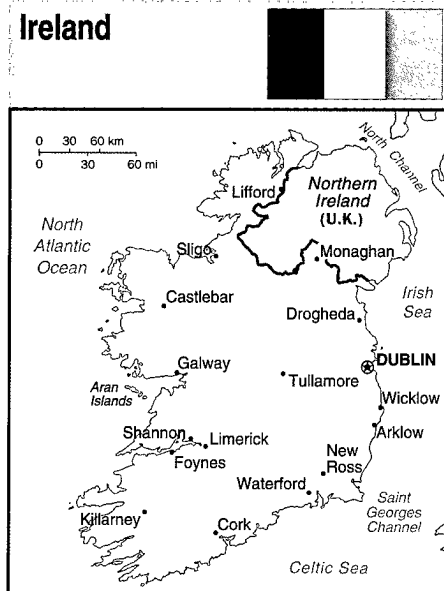 Ireland
0 30 60 km
0 30 60 mi
North Channel
Lifford
Northern
Ireland
(U.K.)
North
Atlantic
Ocean
Sligo
Monaghan
Castlebar
Irish
Sea
Drogheda
DUBLIN
Galway
Tullamore
Aran
Islands
Wicklow
Arklow
Shannon
Limerick
Foynes
New
Ross
Waterford
Saint
Georges
Channel
Killarney
Cork
Celtic Sea